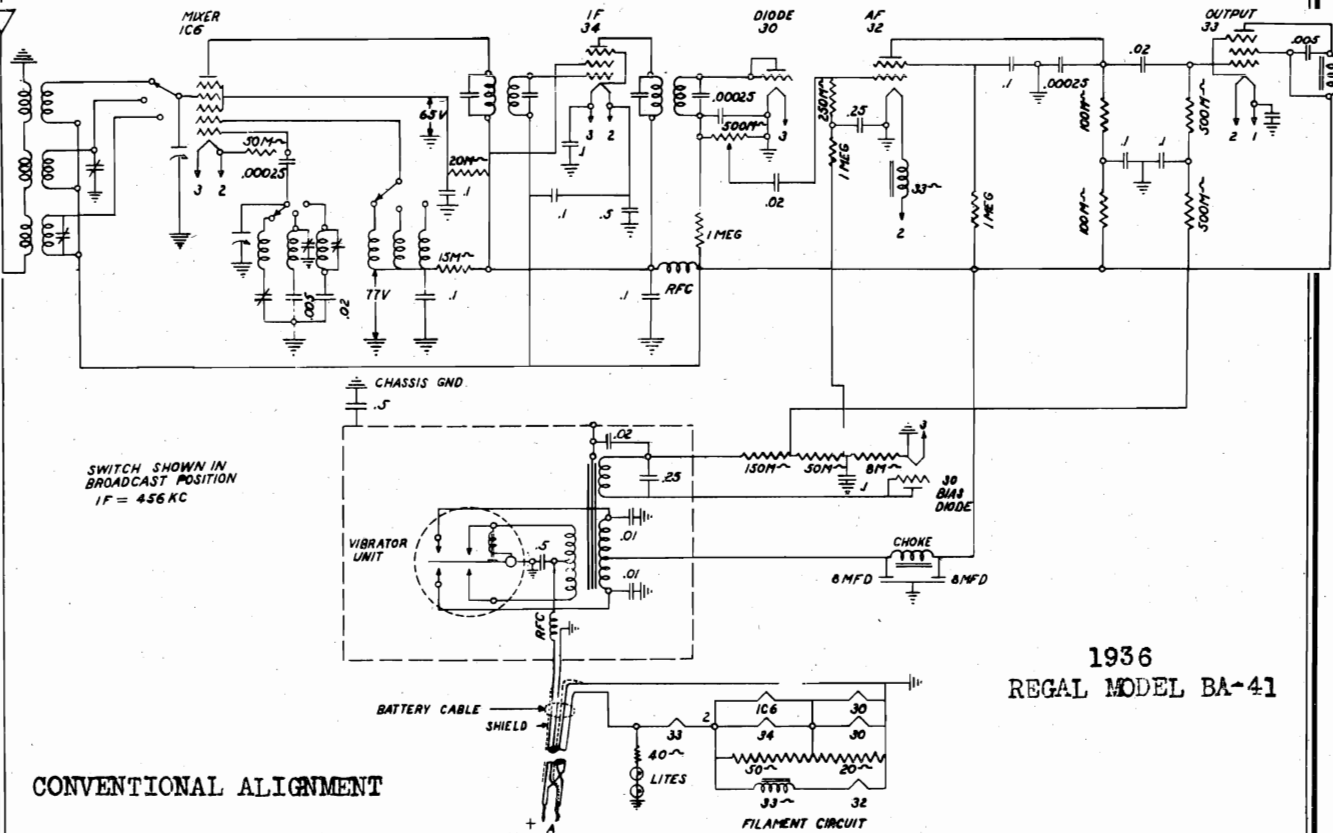 MIXER
1C6
IF
34
DIODE
30
AF
32
OUTPUT
33
.005
.02
.00025
.1
.00025
250M~
.25
500M~
100M~
500M~
65V
3 2
.1
3
2 1
3 2
50M~
.00025
20M~
.1
.1
.5
.02
1 MEG
33~
2
1 MEG
.1
.1
100M~
500M~
1 MEG
15M~
RFC
77V
.1
.1
.005
.02
CHASSIS GND.
.5
.02
3
150M~
50M~
8M~
.25
.1
30
BIAS
DIODE
SWITCH SHOWN IN
BROADCAST POSITION
IF = 456 KC
VIBRATOR
UNIT
.5
.01
.01
CHOKE
8MFD
8MFD
RFC
1936
REGAL MODEL BA-41
BATTERY CABLE
SHIELD
33
2
1C6
30
34
30
40~
50~
20~
LITES
33~
32
+ A
FILAMENT CIRCUIT
CONVENTIONAL ALIGNMENT